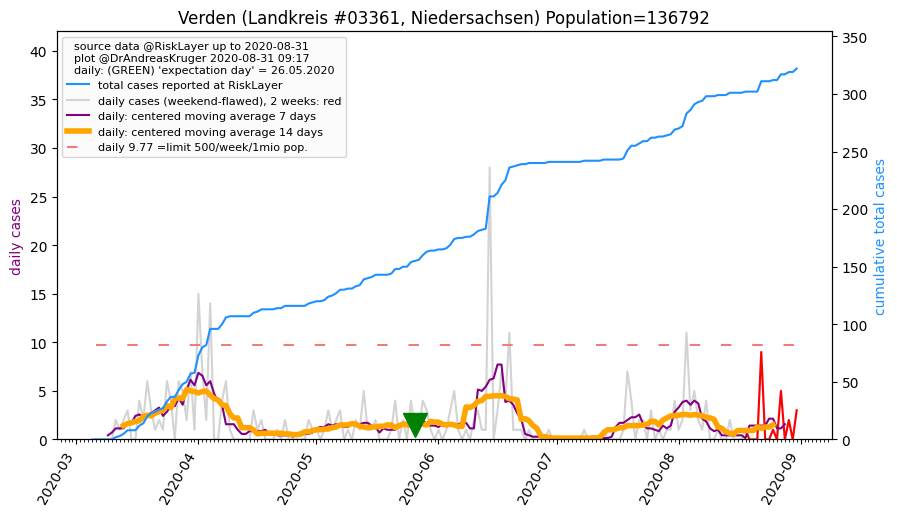 Verden (Landkreis #03361, Niedersachsen) Population=136792
source data @RiskLayer up to 2020-08-31
plot @DrAndreasKruger 2020-08-31 09:17
daily: (GREEN) 'expectation day' = 26.05.2020
total cases reported at RiskLayer
daily cases (weekend-flawed), 2 weeks: red
daily: centered moving average 7 days
daily: centered moving average 14 days
daily 9.77 =limit 500/week/1mio pop.
daily cases
40
35
30
25
20
15
10
5
0
cumulative total cases
350
300
250
200
150
100
50
0
2020-03
2020-04
2020-05
2020-06
2020-07
2020-08
2020-09